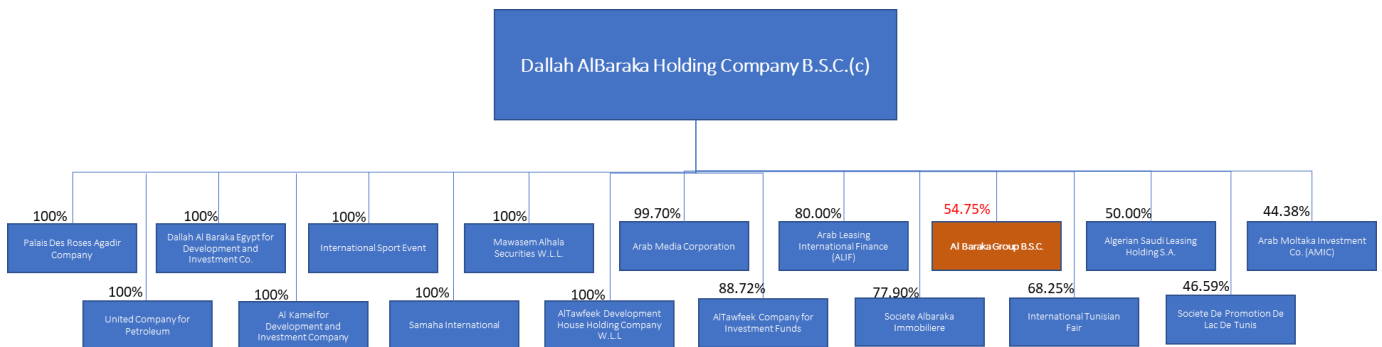 Dallah AlBaraka Holding Company B.S.C.(c)
100%
Palais Des Roses Agadir
Company
100%
Dallah Al Baraka Egypt for
Development and
Investment Co.
100%
International Sport Event
100%
Mawasem Alhala
Securities W.L.L.
99.70%
Arab Media Corporation
80.00%
Arab Leasing
International Finance
(ALIF)
54.75%
Al Baraka Group B.S.C.
50.00%
Algerian Saudi Leasing
Holding S.A.
44.38%
Arab Moltaka Investment
Co. (AMIC)
100%
United Company for
Petroleum
100%
Al Kamel for
Development and
Investment Company
100%
Samaha International
100%
AlTawfeek Development
House Holding Company
W.L.L
88.72%
AlTawfeek Company for
Investment Funds
77.90%
Societe Albaraka
Immobiliere
68.25%
International Tunisian
Fair
46.59%
Societe De Promotion De
Lac De Tunis